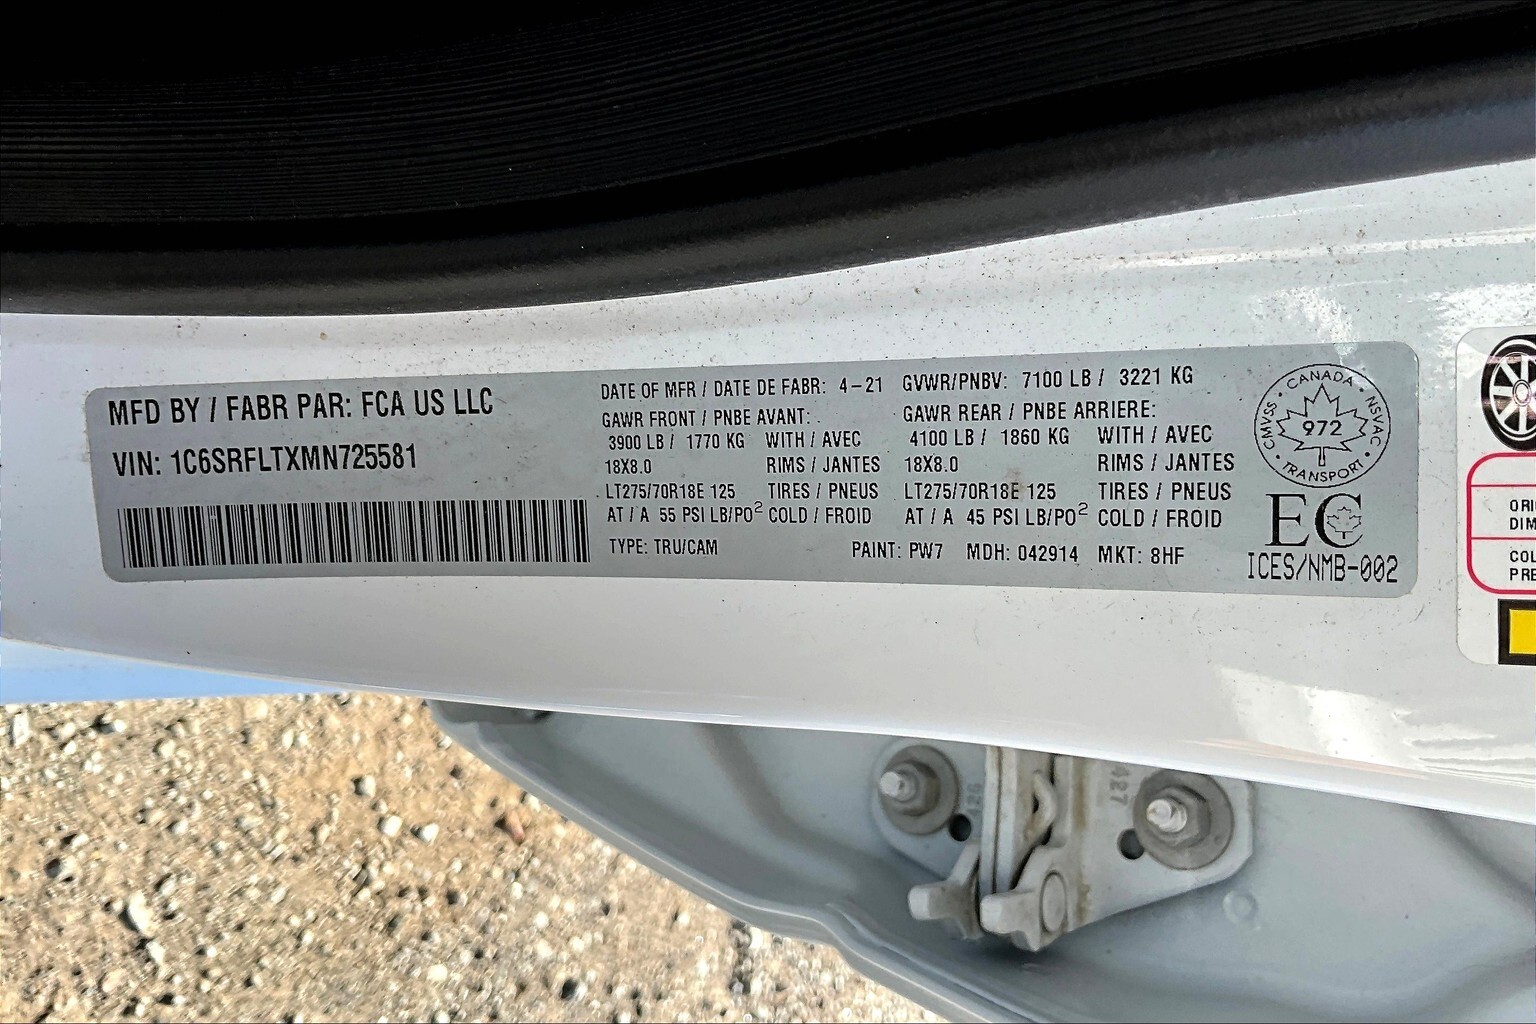 MFD BY / FABR PAR: FCA US LLC
VIN: 1C6SRFLTXMN725581
DATE OF MFR / DATE DE FABR: 4-21 GVWR/PNBV: 7100 LB / 3221 KG
GAWR FRONT / PNBE AVANT: GAWR REAR / PNBE ARRIERE:
3900 LB / 1770 KG WITH / AVEC 4100 LB / 1860 KG WITH / AVEC
18X8.0 RIMS / JANTES 18X8.0 RIMS / JANTES
LT275/70R18E 125 TIRES / PNEUS LT275/70R18E 125 TIRES / PNEUS
AT / A 55 PSI LB/PO² COLD / FROID AT / A 45 PSI LB/PO² COLD / FROID
TYPE: TRU/CAM PAINT: PW7 MDH: 042914 MKT: 8HF
CMVSS • CANADA • NSVAC • TRANSPORT •
972
EC
ICES/NMB-002
427